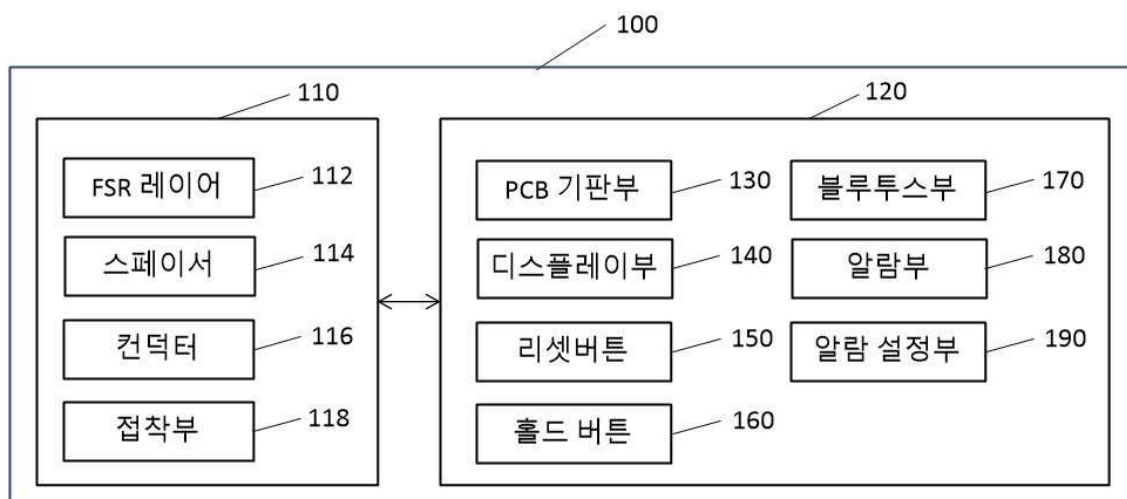 100
110
120
FSR 레이어
112
PCB 기판부
130
블루투스부
170
스페이서
114
디스플레이부
140
알람부
180
컨덕터
116
리셋버튼
150
알람 설정부
190
접착부
118
홀드 버튼
160